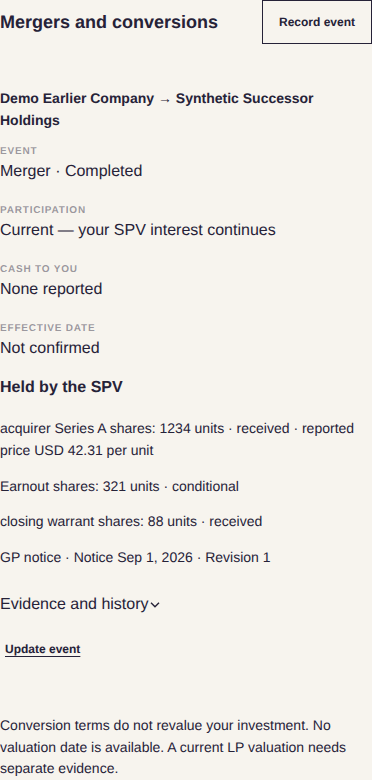 Mergers and conversions
Record event
Demo Earlier Company → Synthetic Successor
Holdings
EVENT
Merger · Completed
PARTICIPATION
Current — your SPV interest continues
CASH TO YOU
None reported
EFFECTIVE DATE
Not confirmed
Held by the SPV
acquirer Series A shares: 1234 units · received · reported
price USD 42.31 per unit
Earnout shares: 321 units · conditional
closing warrant shares: 88 units · received
GP notice · Notice Sep 1, 2026 · Revision 1
Evidence and history
Update event
Conversion terms do not revalue your investment. No
valuation date is available. A current LP valuation needs
separate evidence.